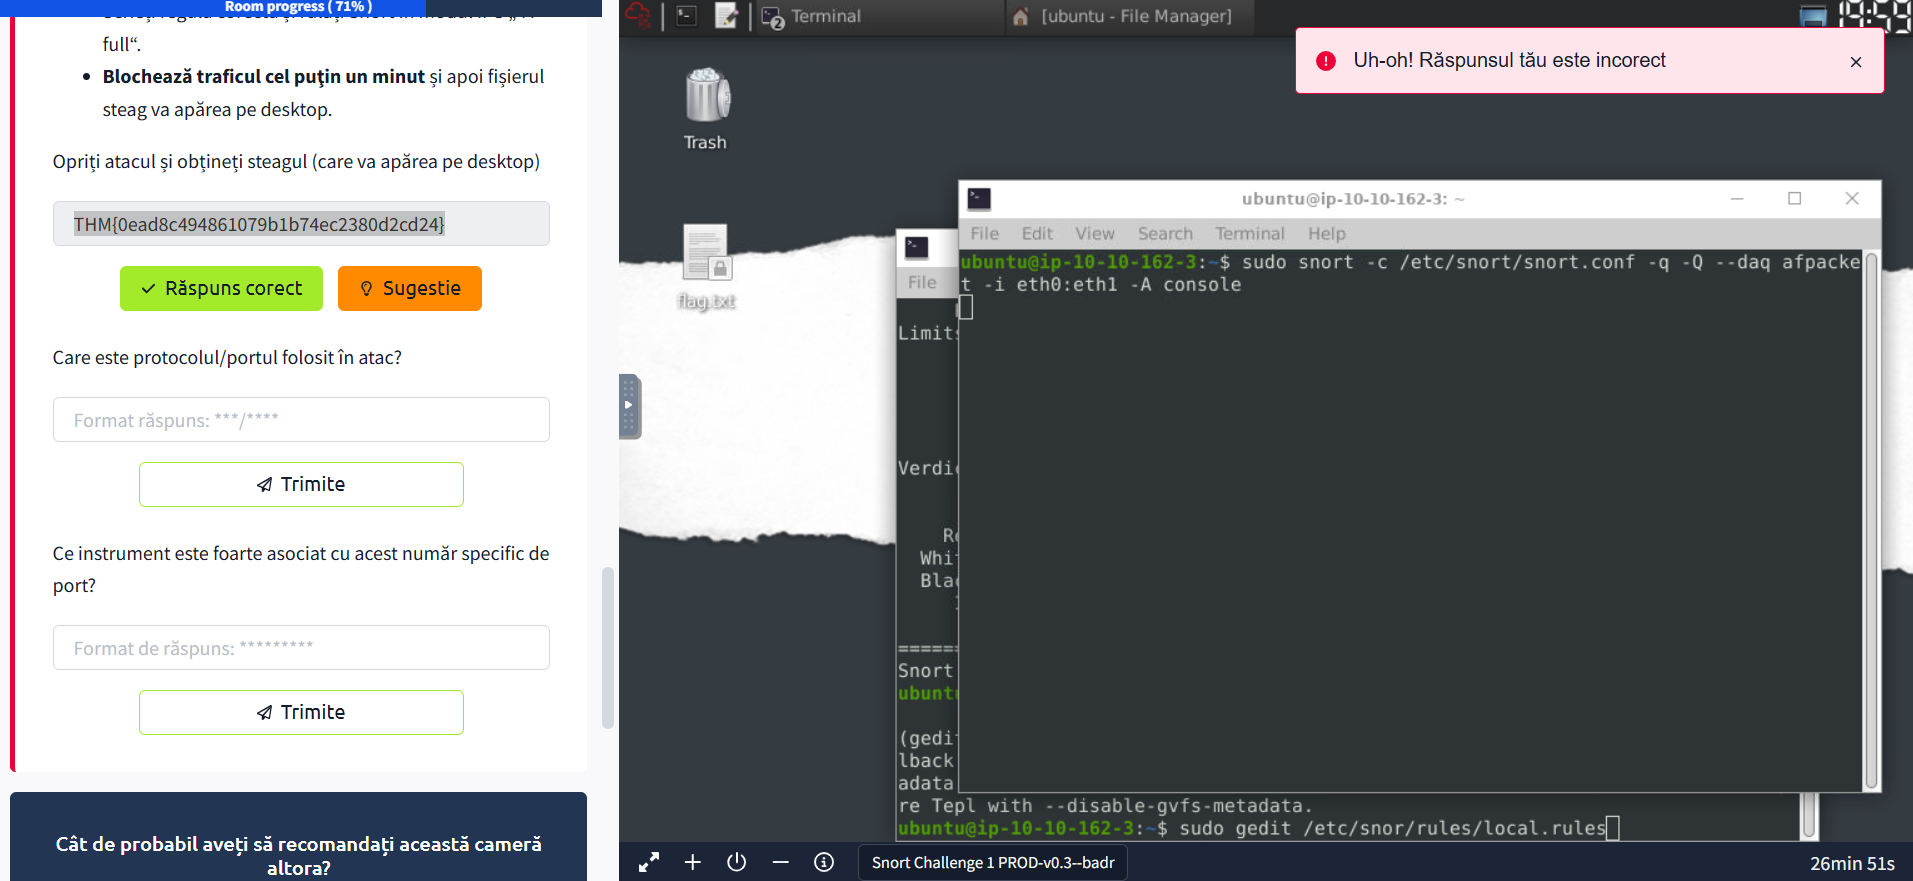 Room progress ( 71% )
full“.
Blochează traficul cel puțin un minut și apoi fișierul
steag va apărea pe desktop.
Opriți atacul și obțineți steagul (care va apărea pe desktop)
THM{0ead8c494861079b1b74ec2380d2cd24}
Răspuns corect
Sugestie
Care este protocolul/portul folosit în atac?
Format răspuns: ***/****
Trimite
Ce instrument este foarte asociat cu acest număr specific de
port?
Format de răspuns: *********
Trimite
Cât de probabil aveți să recomandați această cameră
altora?
Terminal
[ubuntu - File Manager]
19:59
Uh-oh! Răspunsul tău este incorect
Trash
flag.txt
ubuntu@ip-10-10-162-3: ~
File Edit View Search Terminal Help
ubuntu@ip-10-10-162-3:~$ sudo snort -c /etc/snort/snort.conf -q -Q --daq afpacke
t -i eth0:eth1 -A console
File
Limits
Verdic
Re
Whi
Bla
======
Snort
ubunt
(gedi
lback
adata
re Tepl with --disable-gvfs-metadata.
ubuntu@ip-10-10-162-3:~$ sudo gedit /etc/snor/rules/local.rules
Snort Challenge 1 PROD-v0.3--badr
26min 51s